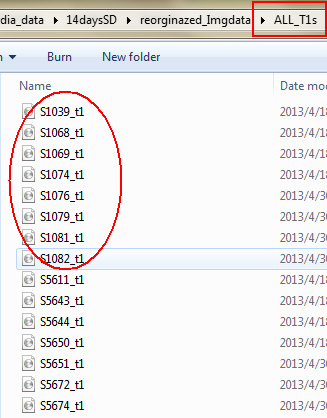 dia_data ▸ 14daysSD ▸ reorginazed_Imgdata ▸ ALL_T1s
Burn New folder
Name Date mo
S1039_t1 2013/4/18
S1068_t1 2013/4/18
S1069_t1 2013/4/18
S1074_t1 2013/4/30
S1076_t1 2013/4/30
S1079_t1 2013/4/18
S1081_t1 2013/4/30
S1082_t1 2013/4/30
S5611_t1 2013/4/18
S5643_t1 2013/4/18
S5644_t1 2013/4/18
S5650_t1 2013/4/18
S5651_t1 2013/4/30
S5672_t1 2013/4/30
S5674_t1 2013/4/30